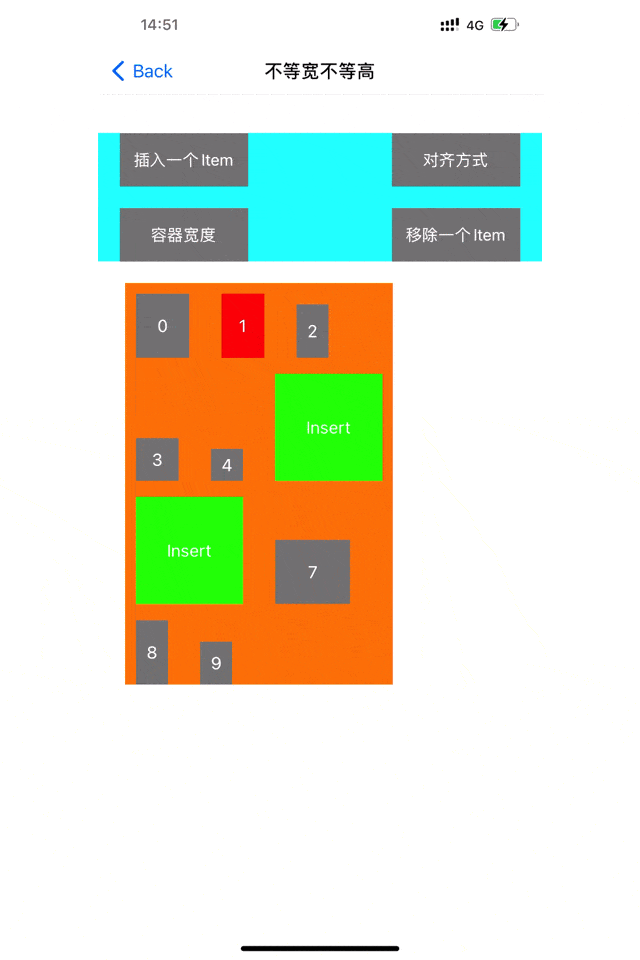 14:51 4G
Back 不等宽不等高
插入一个Item 对齐方式
容器宽度 移除一个Item
0 1 2
Insert
3 4
Insert 7
8 9